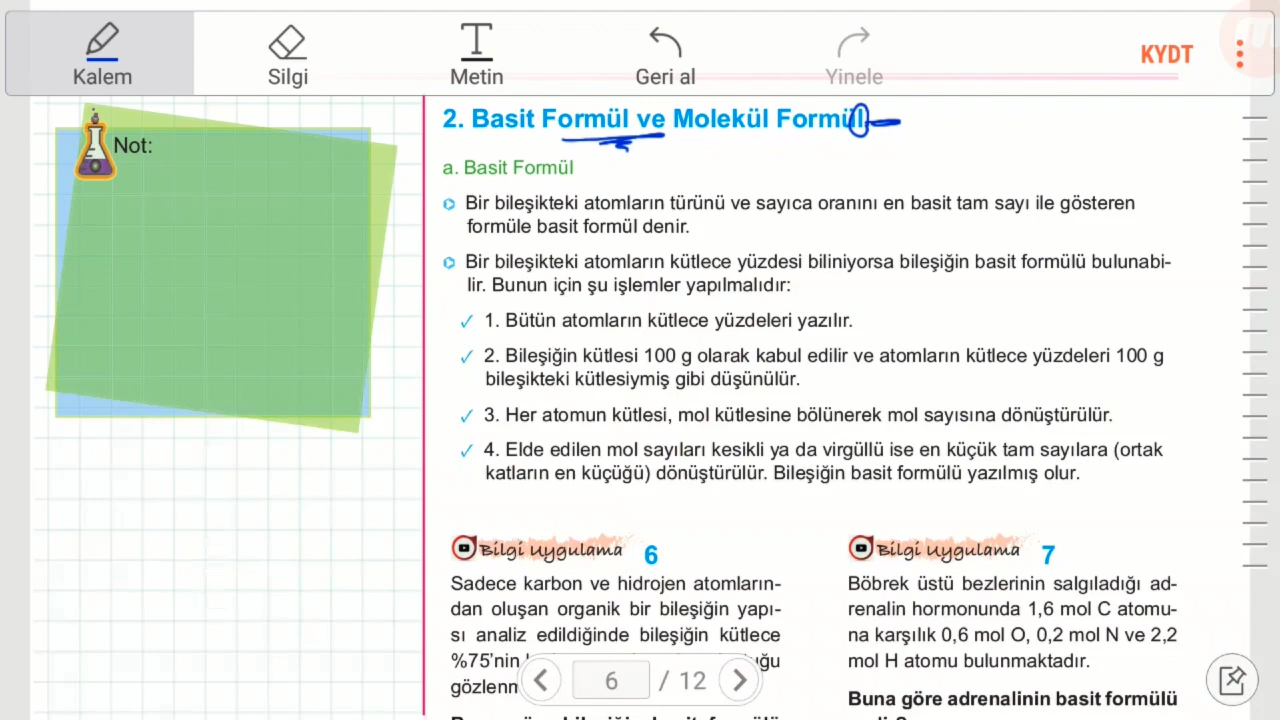 Kalem
Silgi
Metin
Geri al
Yinele
KYDT
Not:
2. Basit Formül ve Molekül Formül
a. Basit Formül
Bir bileşikteki atomların türünü ve sayıca oranını en basit tam sayı ile gösteren
formüle basit formül denir.
Bir bileşikteki atomların kütlece yüzdesi biliniyorsa bileşiğin basit formülü bulunabi-
lir. Bunun için şu işlemler yapılmalıdır:
✓ 1. Bütün atomların kütlece yüzdeleri yazılır.
✓ 2. Bileşiğin kütlesi 100 g olarak kabul edilir ve atomların kütlece yüzdeleri 100 g
bileşikteki kütlesiymiş gibi düşünülür.
✓ 3. Her atomun kütlesi, mol kütlesine bölünerek mol sayısına dönüştürülür.
✓ 4. Elde edilen mol sayıları kesikli ya da virgüllü ise en küçük tam sayılara (ortak
katların en küçüğü) dönüştürülür. Bileşiğin basit formülü yazılmış olur.
Bilgi Uygulama 6
Sadece karbon ve hidrojen atomların-
dan oluşan organik bir bileşiğin yapı-
sı analiz edildiğinde bileşiğin kütlece
%75'nin
Bilgi Uygulama 7
Böbrek üstü bezlerinin salgıladığı ad-
renalin hormonunda 1,6 mol C atomu-
na karşılık 0,6 mol O, 0,2 mol N ve 2,2
mol H atomu bulunmaktadır.
Buna göre adrenalinin basit formülü
6 / 12